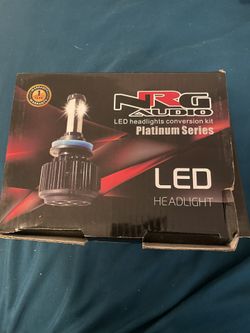 NRG
AUDIO
LED headlights conversion kit
Platinum Series
LED
HEADLIGHT